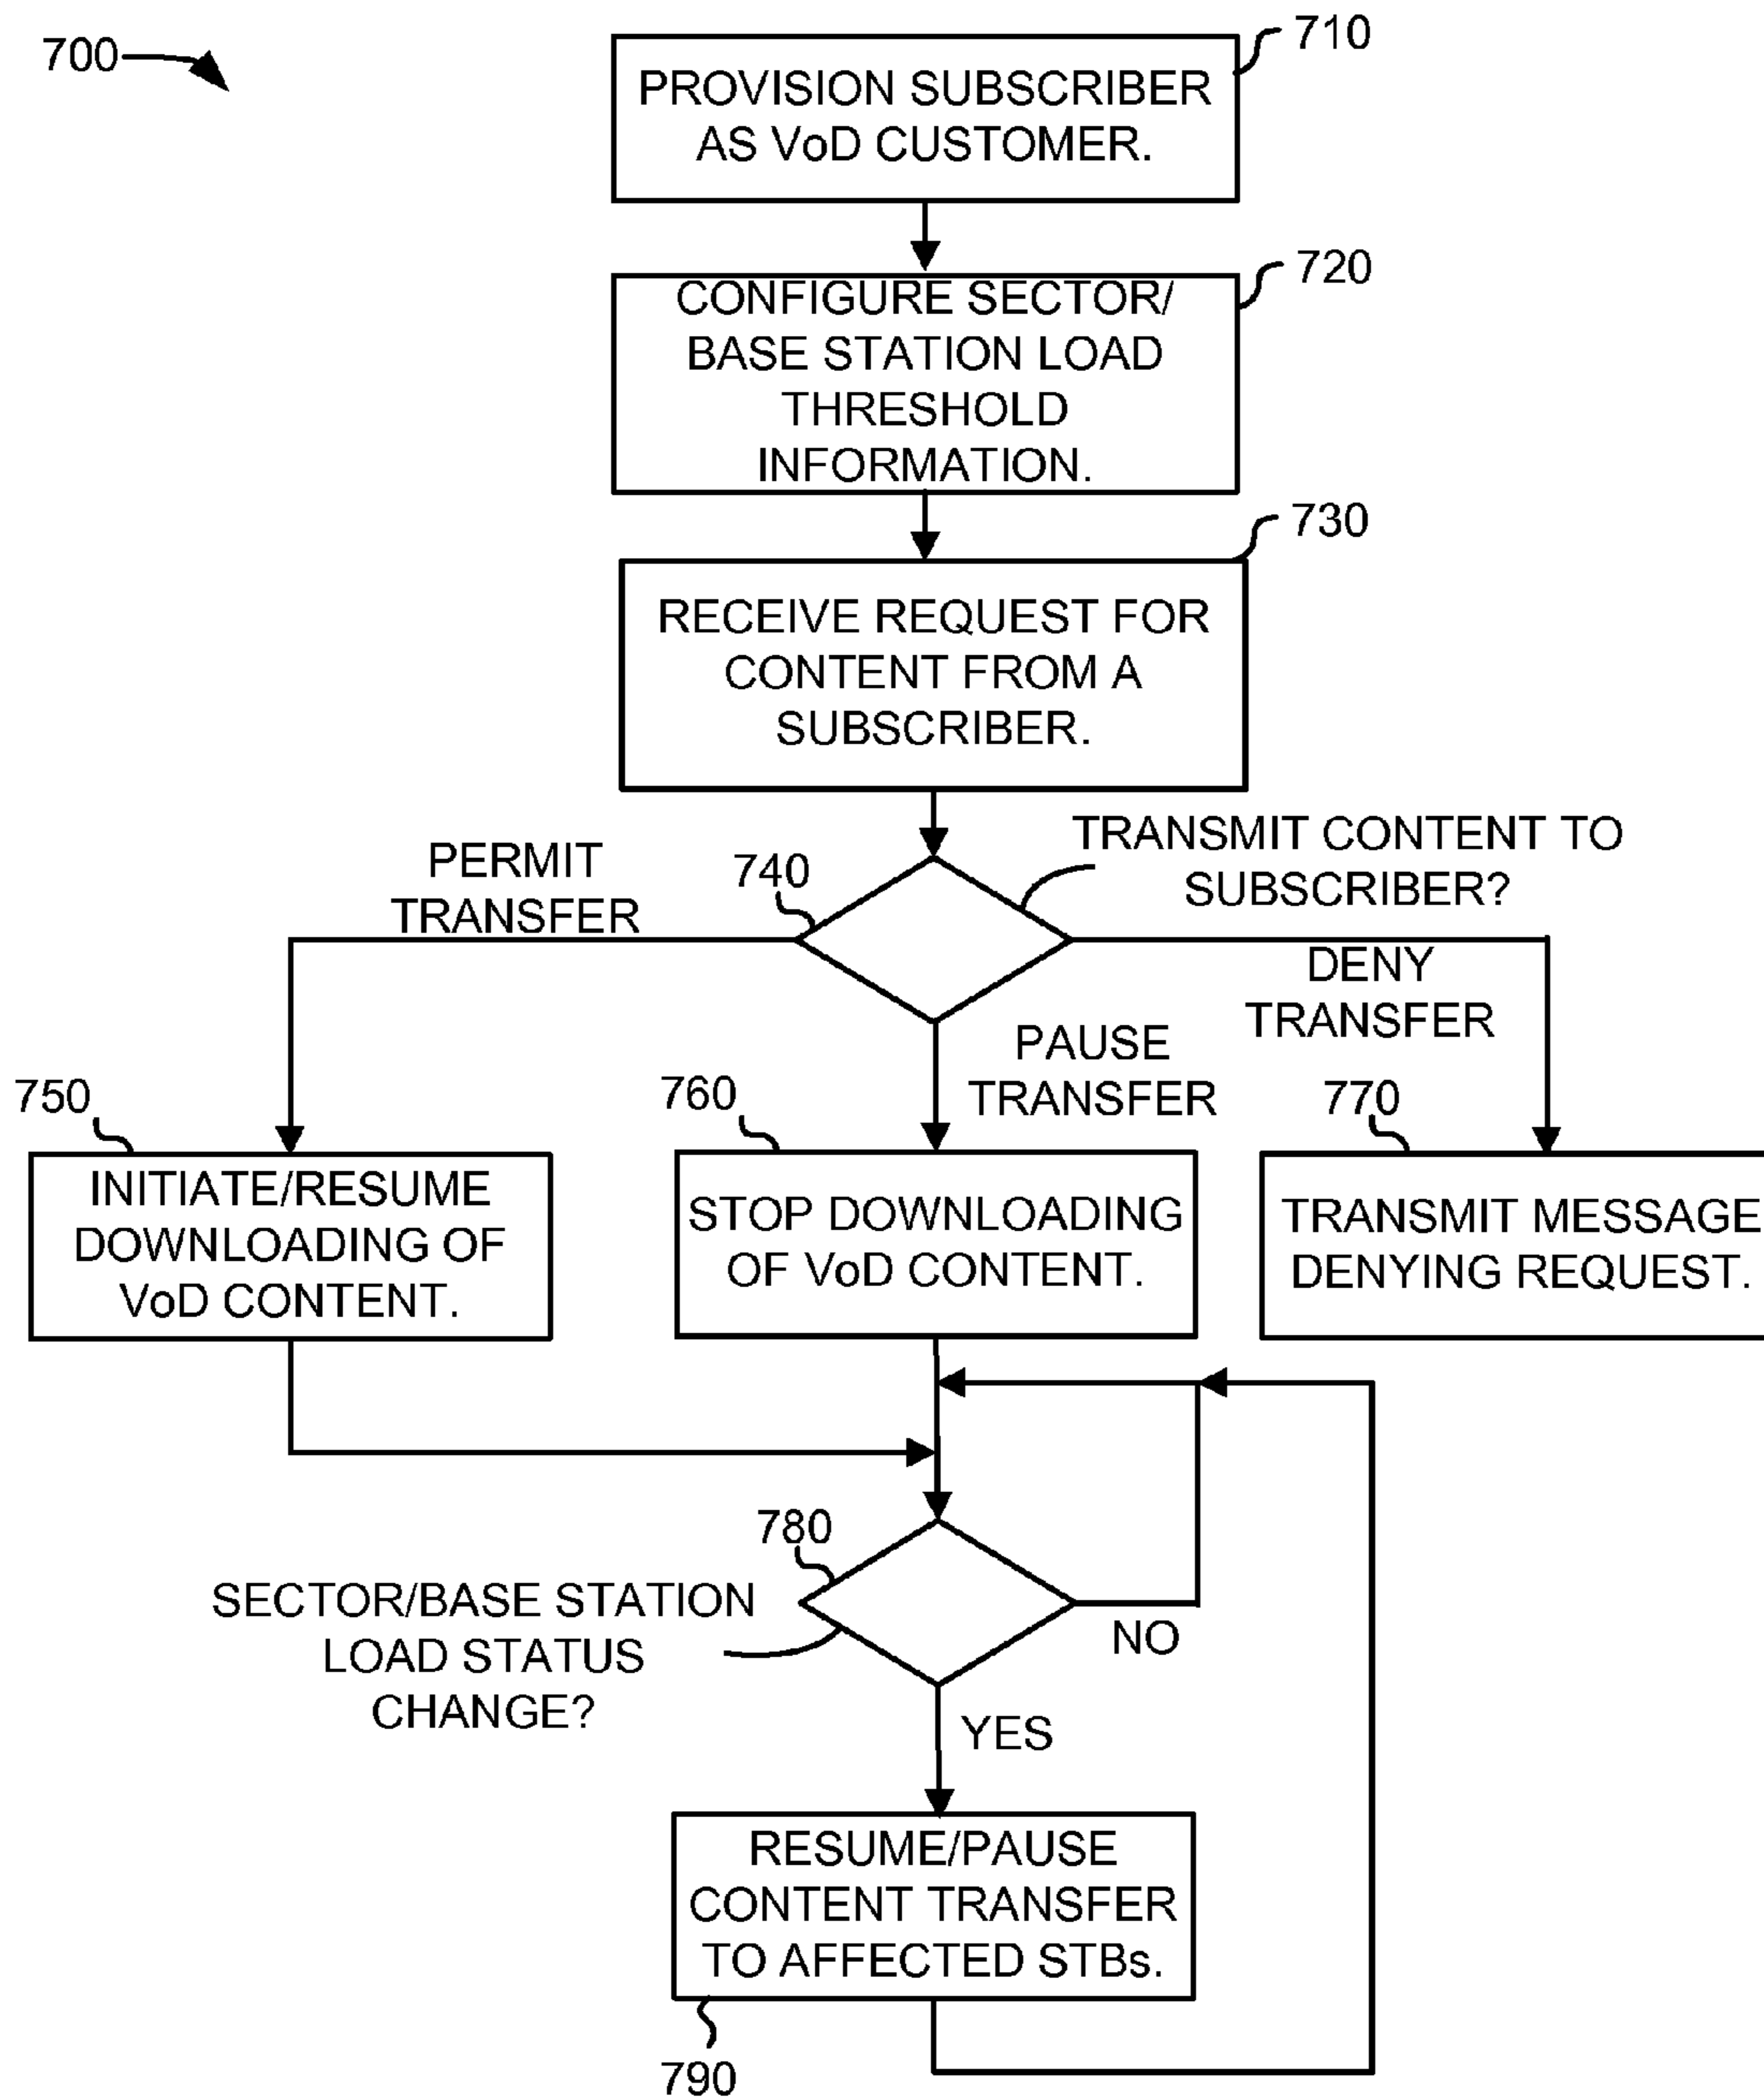 700
710
PROVISION SUBSCRIBER
AS VoD CUSTOMER.
720
CONFIGURE SECTOR/
BASE STATION LOAD
THRESHOLD
INFORMATION.
730
RECEIVE REQUEST FOR
CONTENT FROM A
SUBSCRIBER.
740
TRANSMIT CONTENT TO
SUBSCRIBER?
PERMIT
TRANSFER
DENY
TRANSFER
PAUSE
TRANSFER
750
INITIATE/RESUME
DOWNLOADING OF
VoD CONTENT.
760
STOP DOWNLOADING
OF VoD CONTENT.
770
TRANSMIT MESSAGE
DENYING REQUEST.
780
SECTOR/BASE STATION
LOAD STATUS
CHANGE?
NO
YES
RESUME/PAUSE
CONTENT TRANSFER
TO AFFECTED STBs.
790